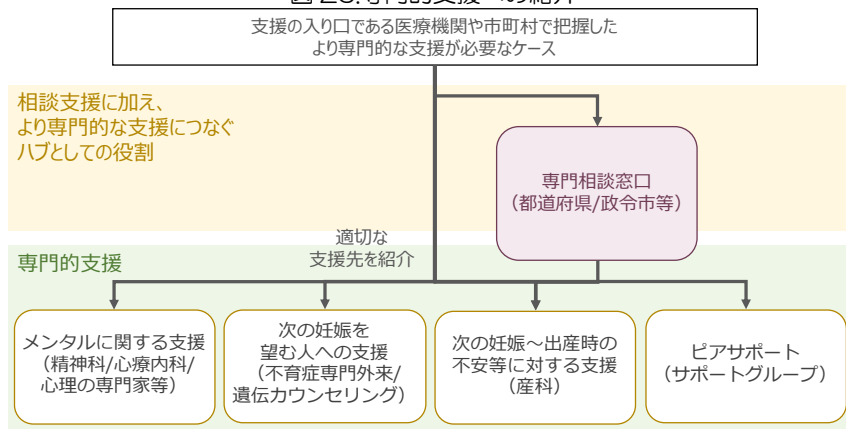 支援の入り口である医療機関や市町村で把握した
より専門的な支援が必要なケース
相談支援に加え、
より専門的な支援につなぐ
ハブとしての役割
専門相談窓口
（都道府県/政令市等）
適切な
支援先を紹介
専門的支援
メンタルに関する支援
（精神科/心療内科/
心理の専門家等）
次の妊娠を
望む人への支援
（不育症専門外来/
遺伝カウンセリング）
次の妊娠～出産時の
不安等に対する支援
（産科）
ピアサポート
（サポートグループ）